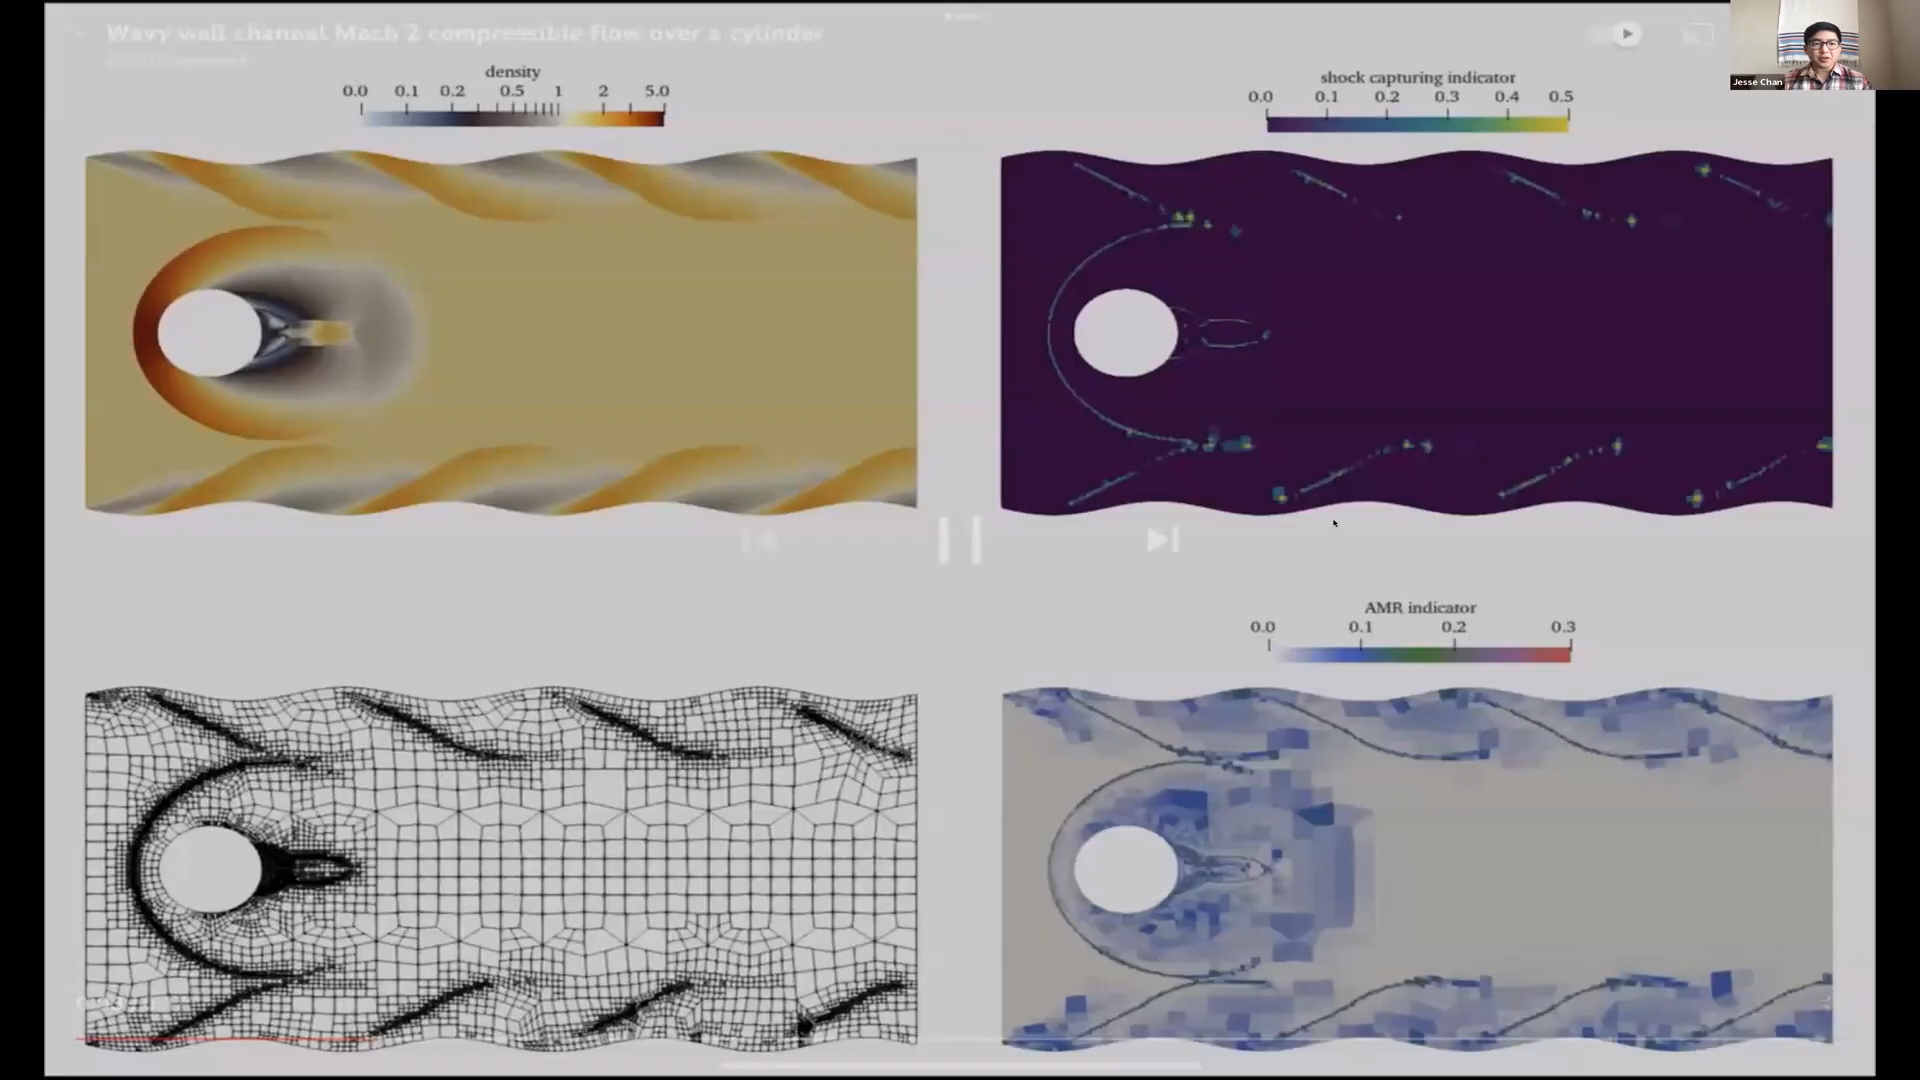 Wavy wall channel Mach 2 compressible flow over a cylinder
Jesse Chan
density
0.0 0.1 0.2 0.5 1 2 5.0
shock capturing indicator
0.0 0.1 0.2 0.3 0.4 0.5
AMR indicator
0.0 0.1 0.2 0.3